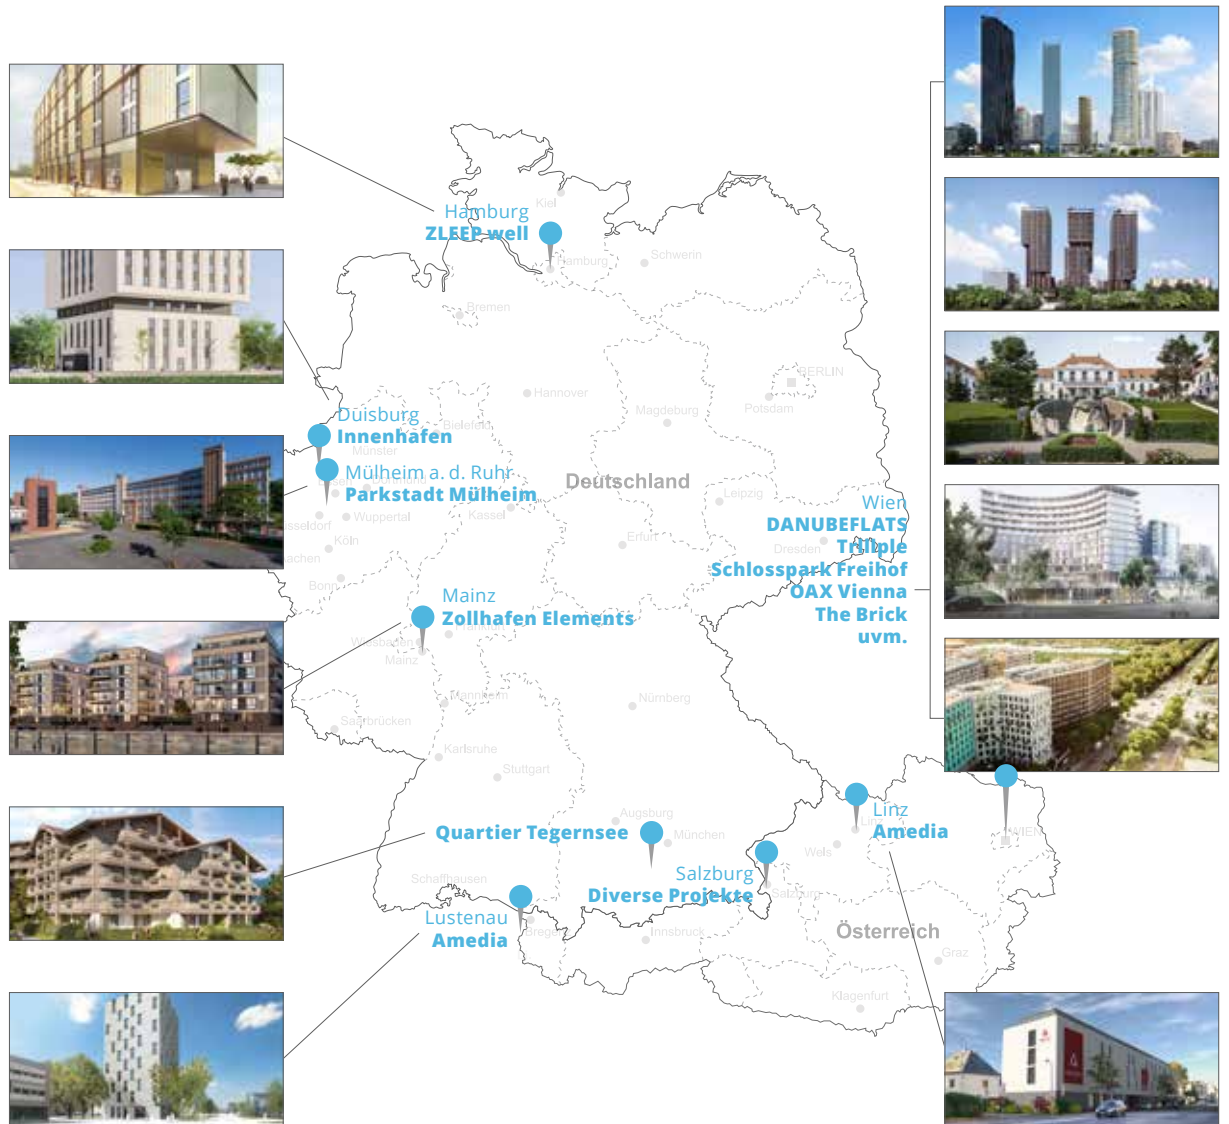 Kiel
Hamburg
ZLEEP well
Hamburg
Schwerin
Bremen
BERLIN
Hannover
Potsdam
Magdeburg
Duisburg
Innenhafen
Bielefeld
Münster
Mülheim a. d. Ruhr
Parkstadt Mülheim
Deutschland
Leipzig
Kassel
Wuppertal
Köln
Erfurt
Dresden
Bonn
Wien
DANUBEFLATS
Trilliple
Schlosspark Freihof
OAX Vienna
The Brick
uvm.
Mainz
Zollhafen Elements
Wiesbaden
Mainz
Mannheim
Nürnberg
Saarbrücken
Karlsruhe
Stuttgart
Augsburg
München
Quartier Tegernsee
Linz
Amedia
Linz
Wels
WIEN
Salzburg
Diverse Projekte
Salzburg
Schaffhausen
Lustenau
Amedia
Innsbruck
Österreich
Graz
Klagenfurt